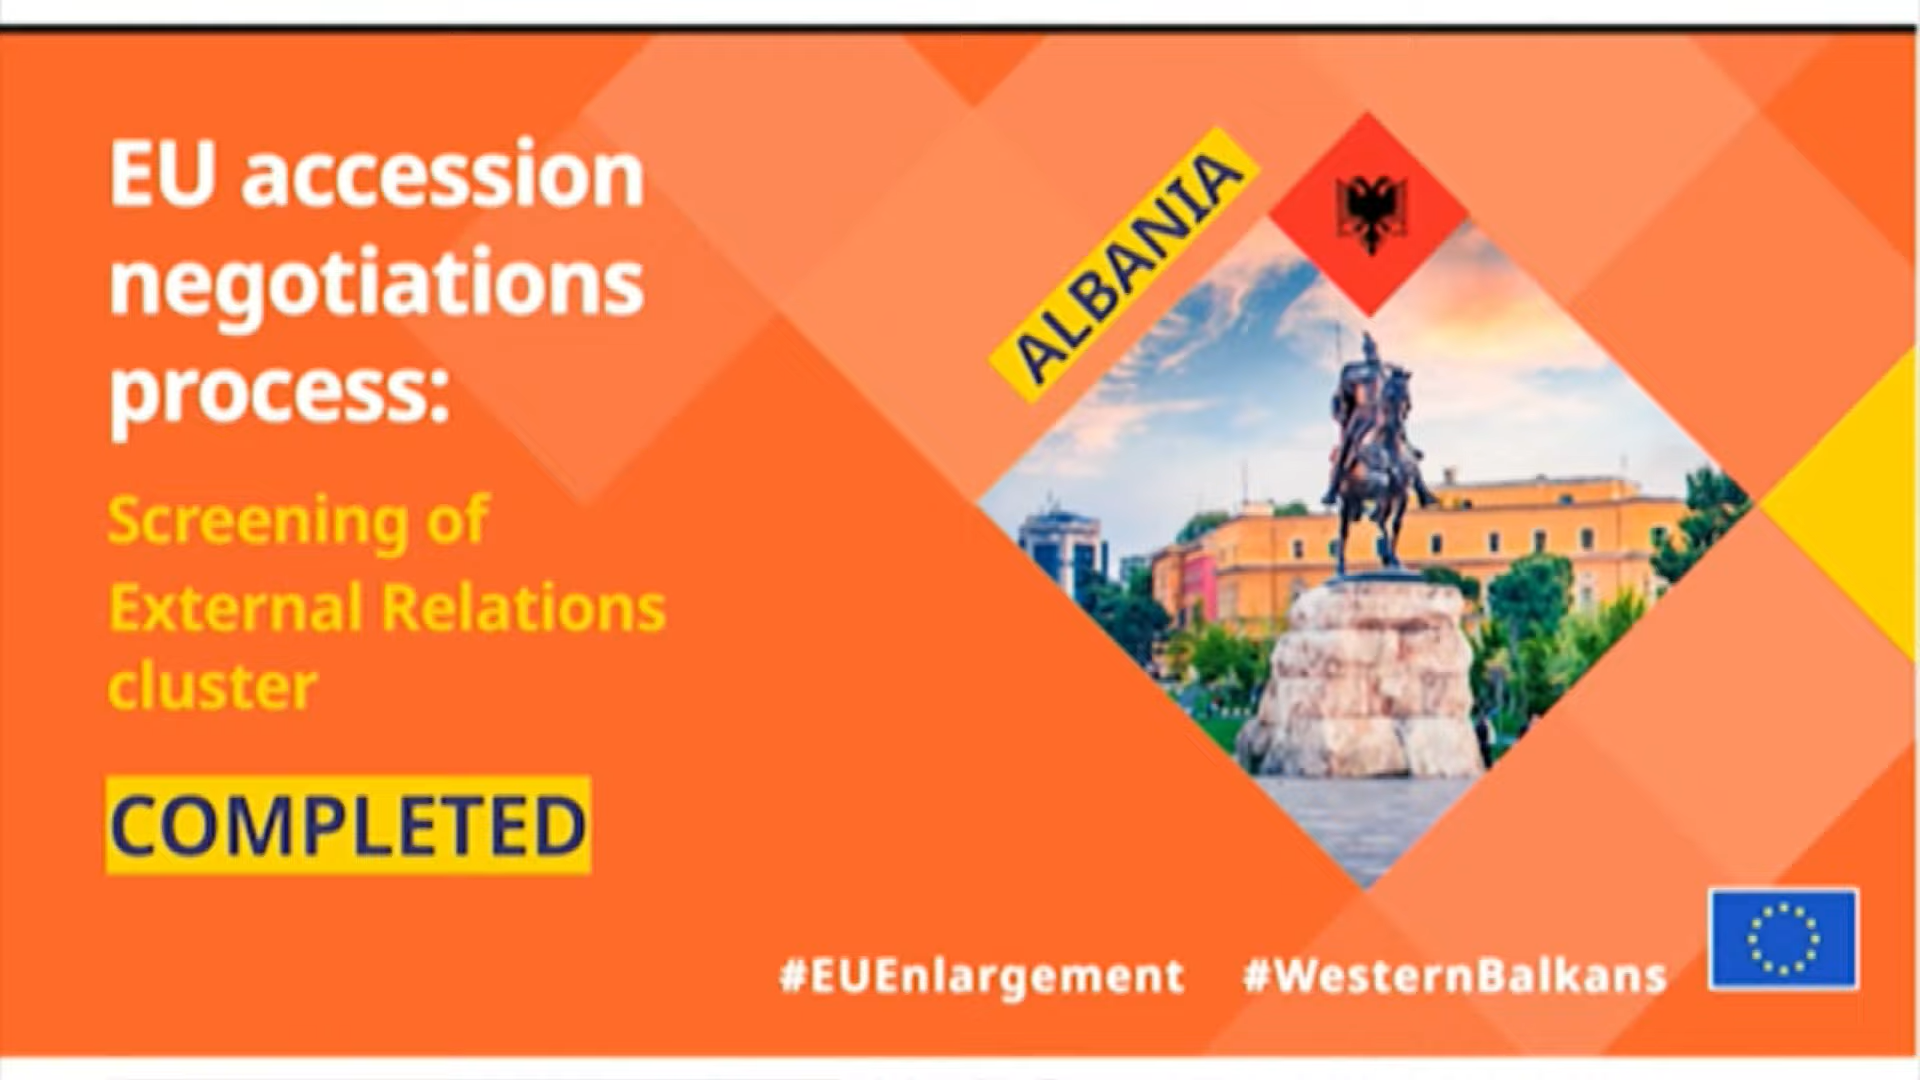 EU accession
negotiations
process:
Screening of
External Relations
cluster
COMPLETED
ALBANIA
#EUEnlargement #WesternBalkans